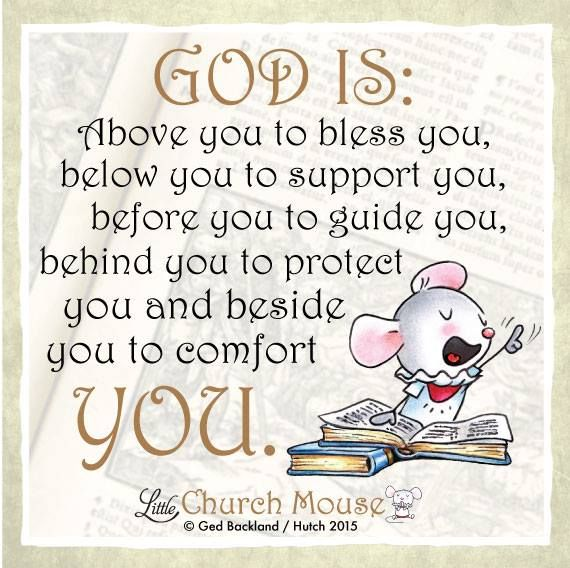 GOD IS:
Above you to bless you,
below you to support you,
before you to guide you,
behind you to protect
you and beside
you to comfort
YOU.
Little Church Mouse
© Ged Backland / Hutch 2015